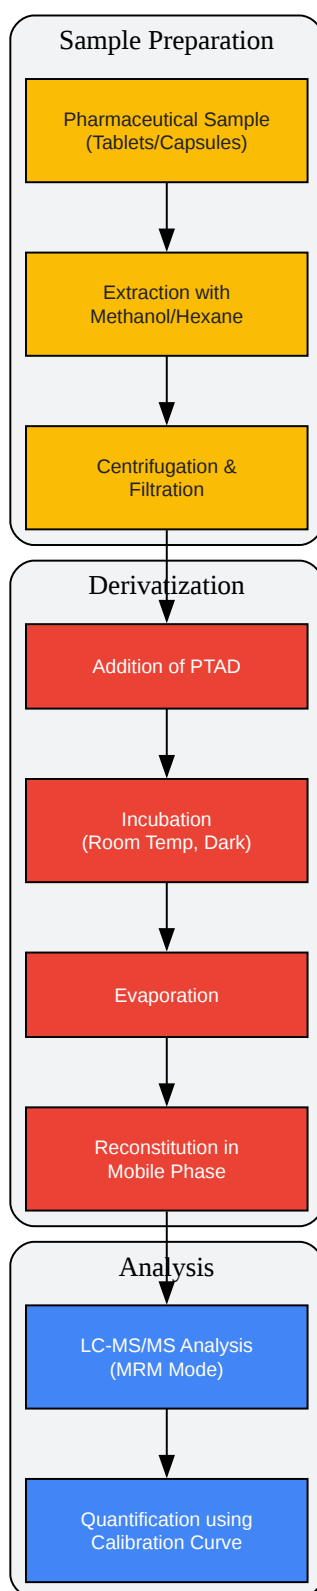 Sample Preparation
Pharmaceutical Sample
(Tablets/Capsules)
Extraction with
Methanol/Hexane
Centrifugation &
Filtration
Derivatization
Addition of PTAD
Incubation
(Room Temp, Dark)
Evaporation
Reconstitution in
Mobile Phase
Analysis
LC-MS/MS Analysis
(MRM Mode)
Quantification using
Calibration Curve